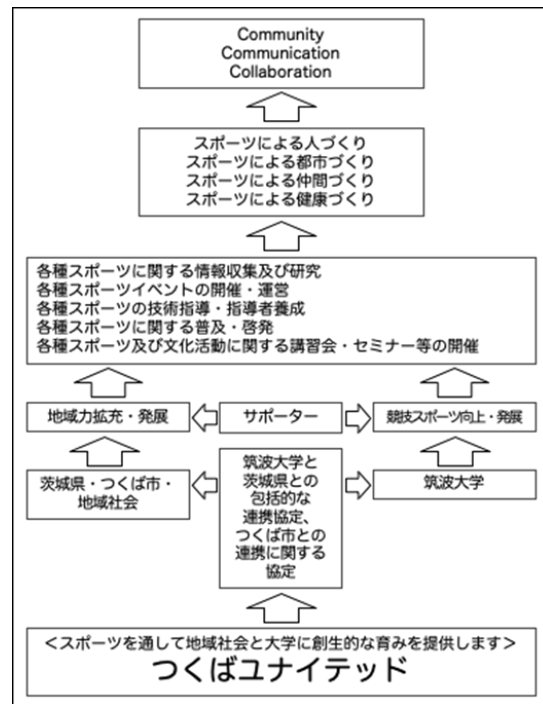 Community
Communication
Collaboration
スポーツによる人づくり
スポーツによる都市づくり
スポーツによる仲間づくり
スポーツによる健康づくり
各種スポーツに関する情報収集及び研究
各種スポーツイベントの開催・運営
各種スポーツの技術指導・指導者養成
各種スポーツに関する普及・啓発
各種スポーツ及び文化活動に関する講習会・セミナー等の開催
地域力拡充・発展
サポーター
競技スポーツ向上・発展
茨城県・つくば市・
地域社会
筑波大学と
茨城県との
包括的な
連携協定、
つくば市との
連携に関する
協定
筑波大学
＜スポーツを通して地域社会と大学に創生的な育みを提供します＞
つくばユナイテッド